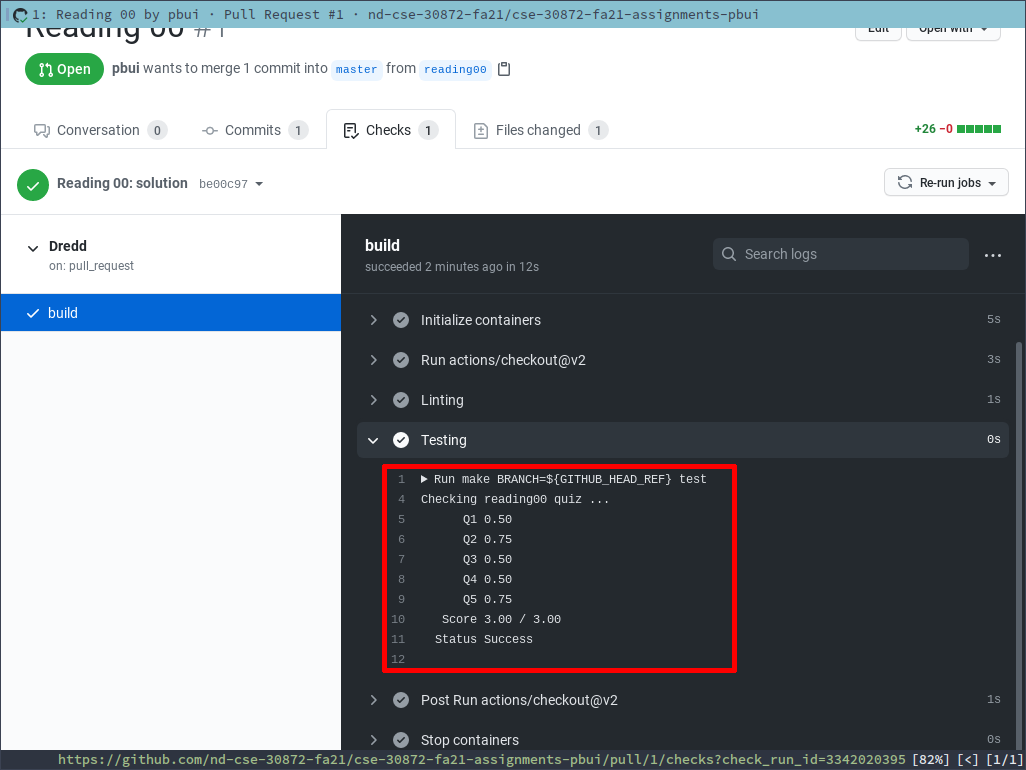 1: Reading 00 by pbui · Pull Request #1 · nd-cse-30872-fa21/cse-30872-fa21-assignments-pbui
Reading 00 #1
Edit
Open with
Open
pbui wants to merge 1 commit into master from reading00
Conversation 0
Commits 1
Checks 1
Files changed 1
+26 −0
Reading 00: solution be00c97
Re-run jobs
Dredd
on: pull_request
build
build
succeeded 2 minutes ago in 12s
Search logs
Initialize containers 5s
Run actions/checkout@v2 3s
Linting 1s
Testing 0s
1 Run make BRANCH=${GITHUB_HEAD_REF} test
4 Checking reading00 quiz ...
5 Q1 0.50
6 Q2 0.75
7 Q3 0.50
8 Q4 0.50
9 Q5 0.75
10 Score 3.00 / 3.00
11 Status Success
12
Post Run actions/checkout@v2 1s
Stop containers 0s
https://github.com/nd-cse-30872-fa21/cse-30872-fa21-assignments-pbui/pull/1/checks?check_run_id=3342020395 [82%] [<] [1/1]